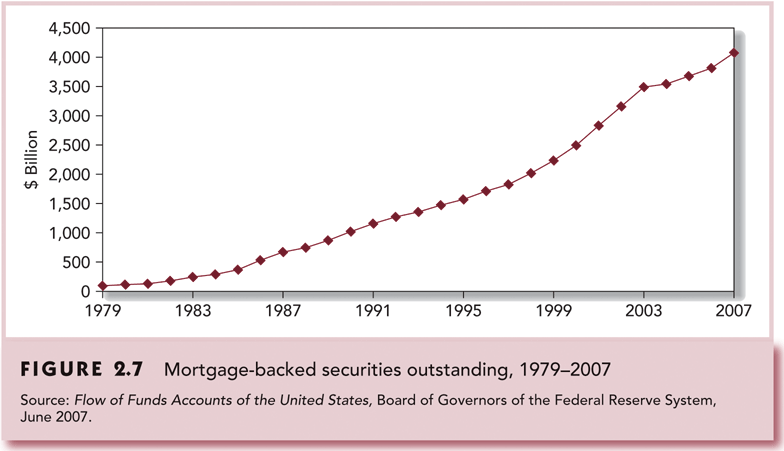 4,500
4,000
3,500
3,000
2,500
2,000
1,500
1,000
500
0
$ Billion
1979 1983 1987 1991 1995 1999 2003 2007
FIGURE 2.7 Mortgage-backed securities outstanding, 1979–2007
Source: Flow of Funds Accounts of the United States, Board of Governors of the Federal Reserve System,
June 2007.